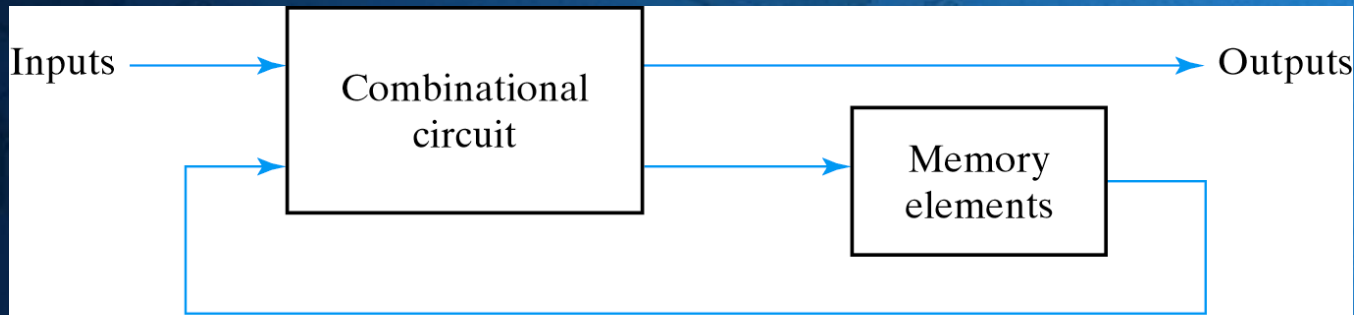 Inputs
Combinational
circuit
Outputs
Memory
elements